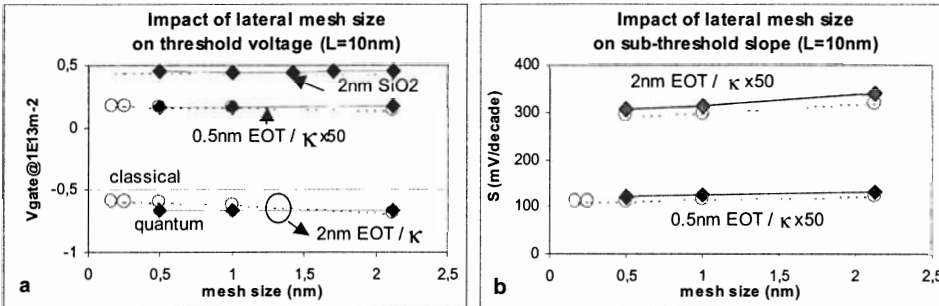 Impact of lateral mesh size
on threshold voltage (L=10nm)
0,5
0
-0,5
-1
Vgate@1E13m-2
2nm SiO2
0.5nm EOT / κx50
classical
quantum
2nm EOT / κ
0
0,5
1
1,5
2
2,5
mesh size (nm)
a
Impact of lateral mesh size
on sub-threshold slope (L=10nm)
400
300
200
100
0
S (mV/decade)
2nm EOT / κx50
0.5nm EOT / κx50
0
0,5
1
1,5
2
2,5
mesh size (nm)
b